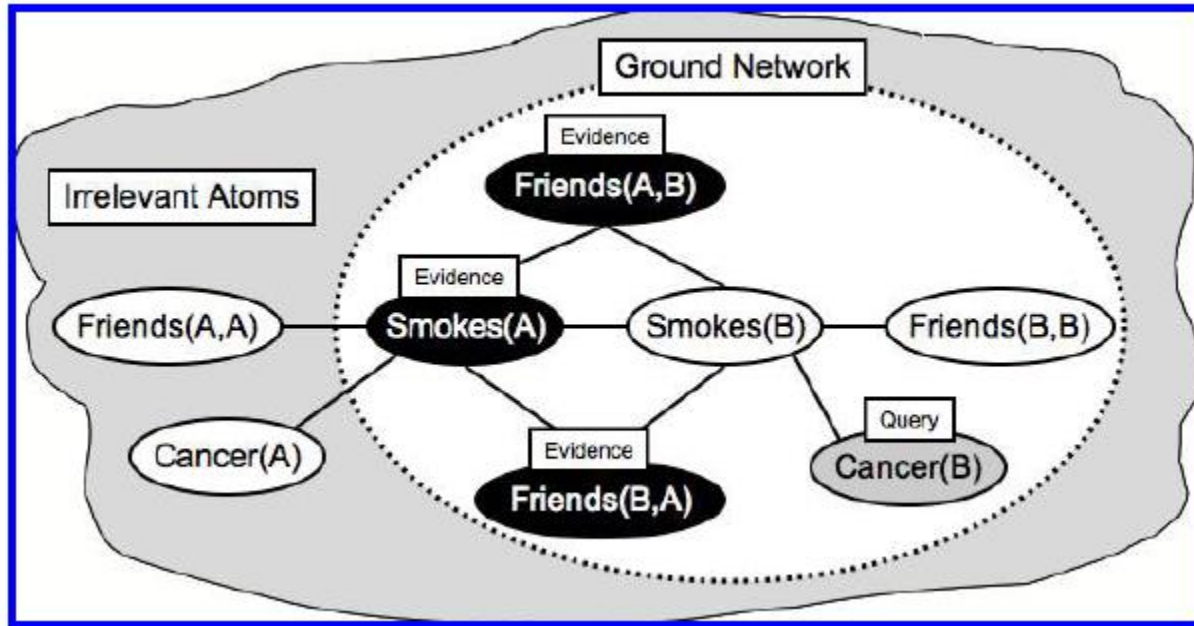 Ground Network
Evidence
Friends(A,B)
Irrelevant Atoms
Evidence
Friends(A,A)
Smokes(A)
Smokes(B)
Friends(B,B)
Cancer(A)
Evidence
Friends(B,A)
Query
Cancer(B)